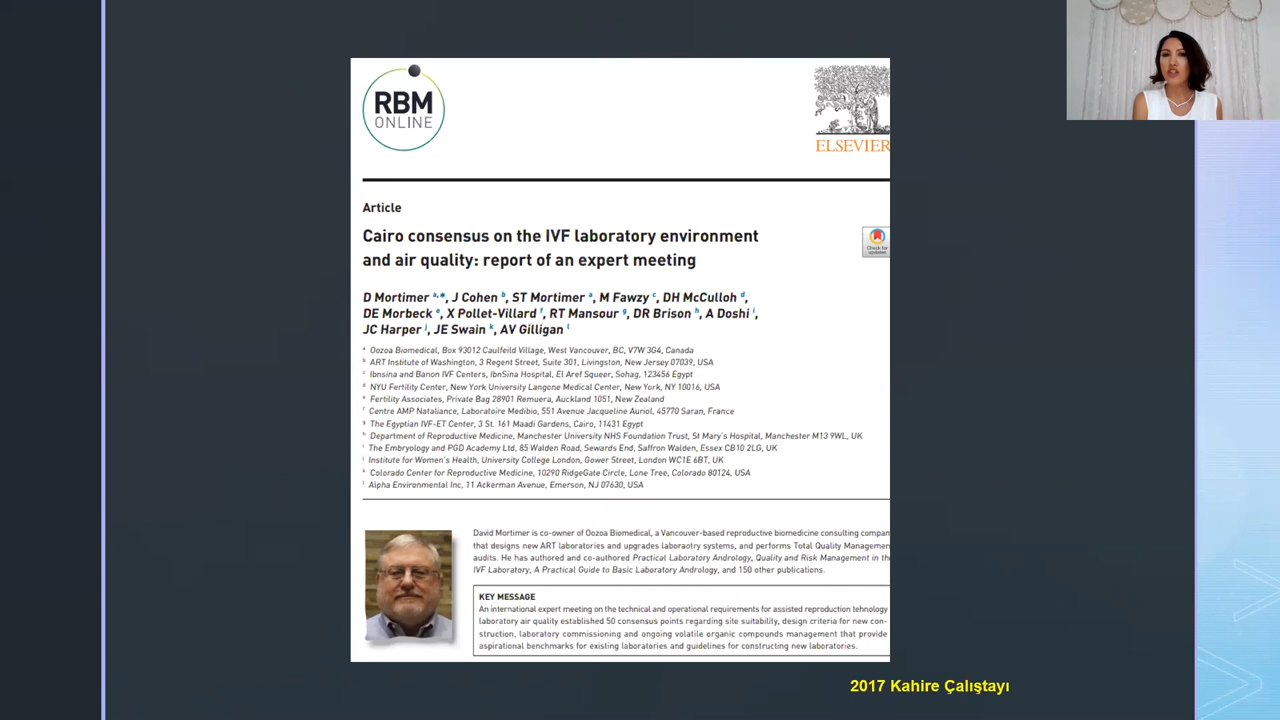 RBM
ONLINE
ELSEVIER
Article
Check for
updates
Cairo consensus on the IVF laboratory environment
and air quality: report of an expert meeting
D Mortimer a,*, J Cohen b, ST Mortimer a, M Fawzy c, DH McCulloh d,
DE Morbeck e, X Pollet-Villard f, RT Mansour g, DR Brison h, A Doshi i,
JC Harper j, JE Swain k, AV Gilligan l
a Oozoa Biomedical, Box 93012 Caulfeild Village, West Vancouver, BC, V7W 3G4, Canada
b ART Institute of Washington, 3 Regent Street, Suite 301, Livingston, New Jersey 07039, USA
c Ibnsina and Banon IVF Centers, IbnSina Hospital, El Aref Squeer, Sohag, 123456 Egypt
d NYU Fertility Center, New York University Langone Medical Center, New York, NY 10016, USA
e Fertility Associates, Private Bag 28901 Remuera, Auckland 1051, New Zealand
f Centre AMP Nataliance, Laboratoire Medibio, 551 Avenue Jacqueline Auriol, 45770 Saran, France
g The Egyptian IVF-ET Center, 3 St. 161 Maadi Gardens, Cairo, 11431 Egypt
h Department of Reproductive Medicine, Manchester University NHS Foundation Trust, St Mary's Hospital, Manchester M13 9WL, UK
i The Embryology and PGD Academy Ltd, 85 Walden Road, Sewards End, Saffron Walden, Essex CB10 2LG, UK
j Institute for Women's Health, University College London, Gower Street, London WC1E 6BT, UK
k Colorado Center for Reproductive Medicine, 10290 RidgeGate Circle, Lone Tree, Colorado 80124, USA
l Alpha Environmental Inc, 11 Ackerman Avenue, Emerson, NJ 07630, USA
David Mortimer is co-owner of Oozoa Biomedical, a Vancouver-based reproductive biomedicine consulting compan
that designs new ART laboratories and upgrades laboraotry systems, and performs Total Quality Managemen
audits. He has authored and co-authored Practical Laboratory Andrology, Quality and Risk Management in the
IVF Laboratory, A Practical Guide to Basic Laboratory Andrology, and 150 other publications.
KEY MESSAGE
An international expert meeting on the technical and operational requirements for assisted reproduction tehnology
laboratory air quality established 50 consensus points regarding site suitability, design criteria for new con-
struction, laboratory commissioning and ongoing volatile organic compounds management that provide
aspirational benchmarks for existing laboratories and guidelines for constructing new laboratories.
2017 Kahire Çalıştayı